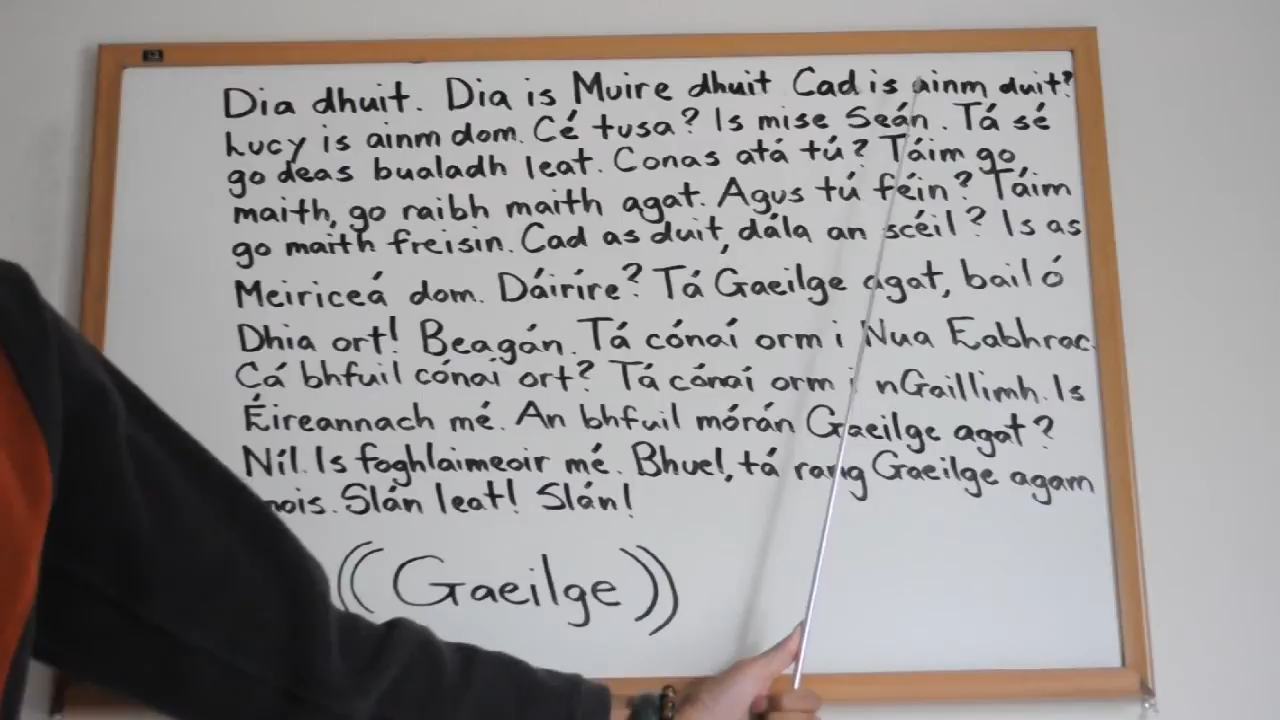 Dia dhuit. Dia is Muire dhuit Cad is ainm duit?
Lucy is ainm dom. Cé tusa? Is mise Seán. Tá sé
go deas bualadh leat. Conas atá tú? Táim go
maith, go raibh maith agat. Agus tú féin? Táim
go maith freisin. Cad as duit, dála an scéil? Is as
Meiriceá dom. Dáiríre? Tá Gaeilge agat, bail ó
Dhia ort! Beagán. Tá cónaí orm i Nua Eabhrac.
Cá bhfuil cónaí ort? Tá cónaí orm i nGaillimh. Is
Éireannach mé. An bhfuil mórán Gaeilge agat?
Níl. Is foghlaimeoir mé. Bhuel, tá rang Gaeilge agam
Slán leat! Slán!
((Gaeilge))